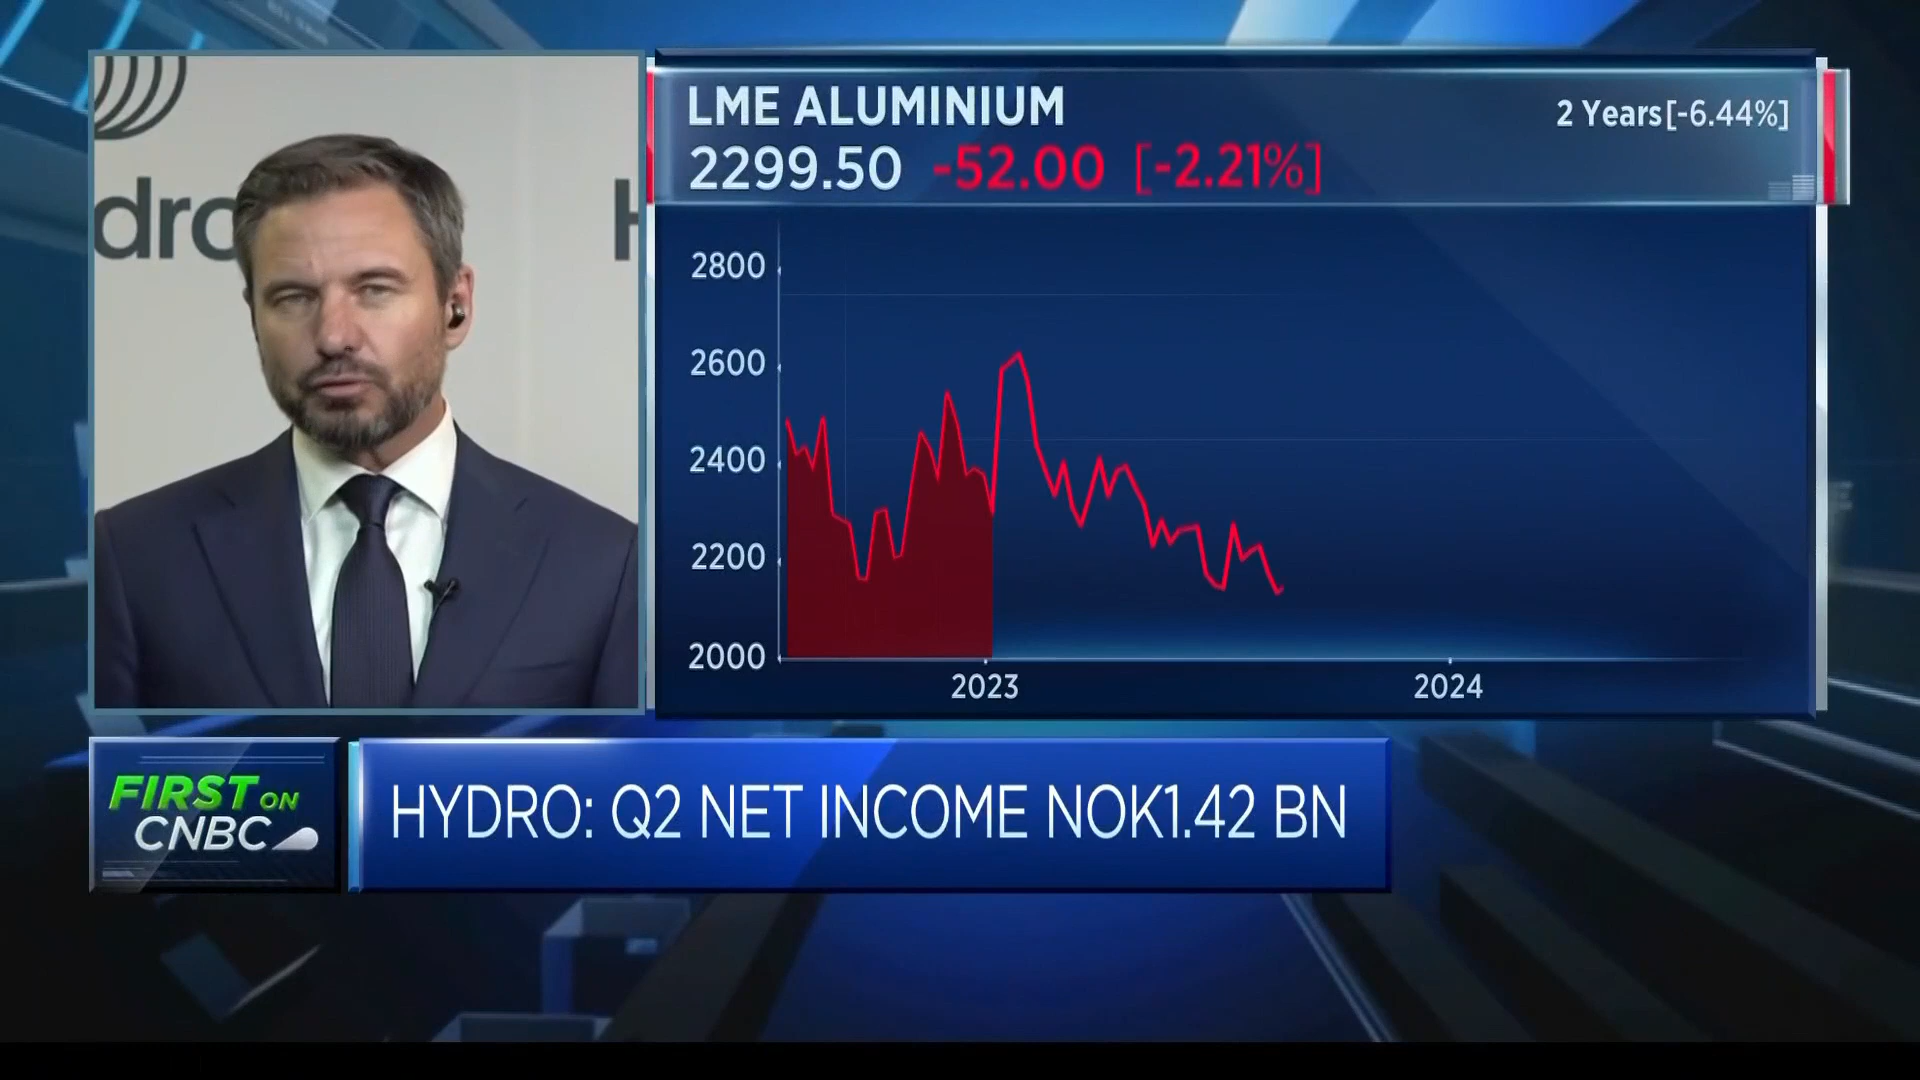 dro
H
LME ALUMINIUM
2 Years[-6.44%]
2299.50 -52.00 [-2.21%]
2800
2600
2400
2200
2000
2023
2024
FIRST ON
CNBC
HYDRO: Q2 NET INCOME NOK1.42 BN